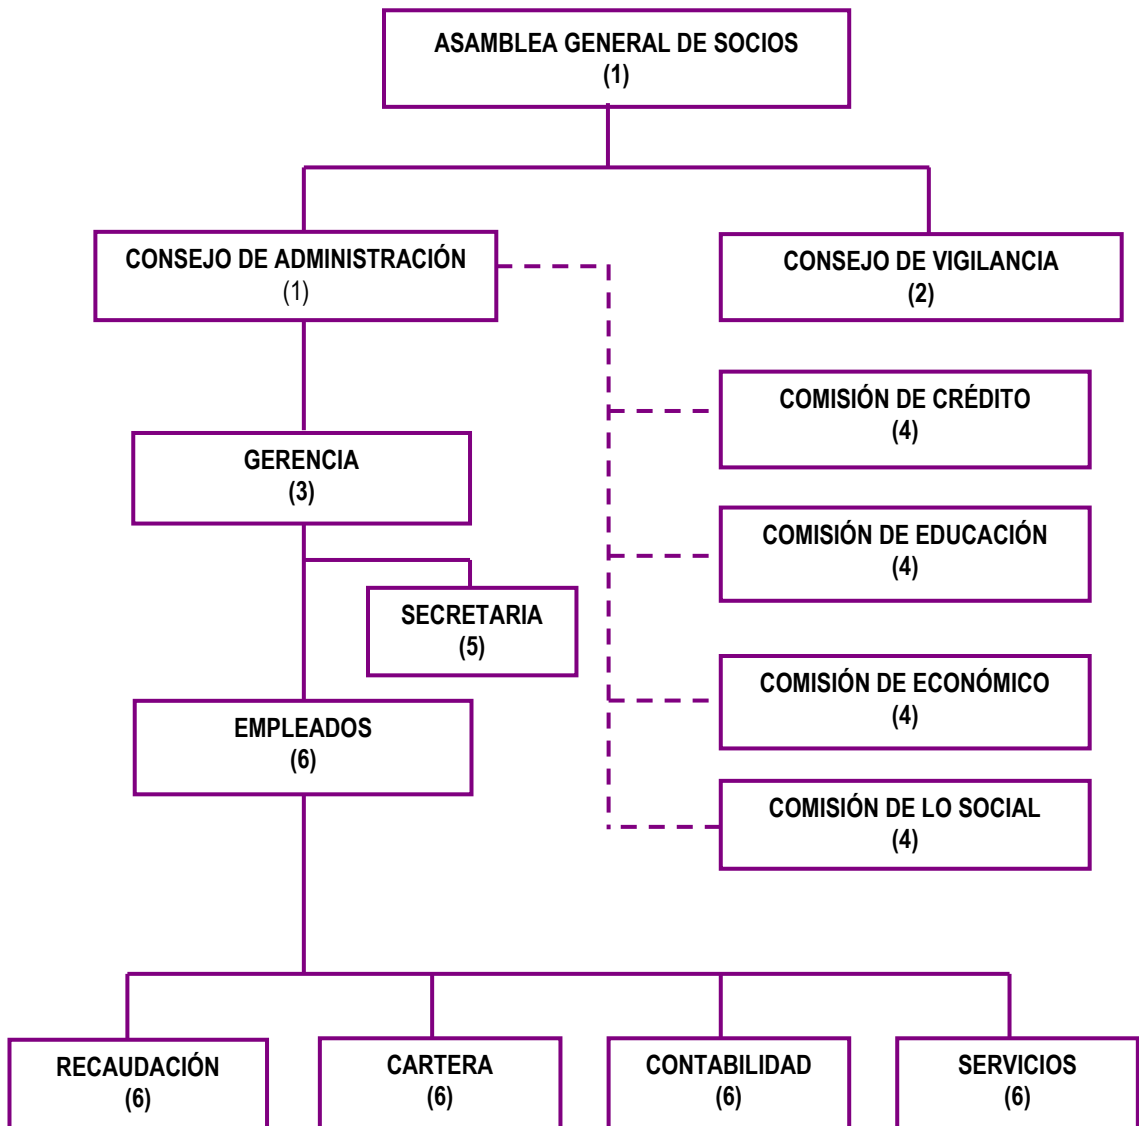 ASAMBLEA GENERAL DE SOCIOS
(1)
CONSEJO DE ADMINISTRACIÓN
(1)
CONSEJO DE VIGILANCIA
(2)
COMISIÓN DE CRÉDITO
(4)
GERENCIA
(3)
COMISIÓN DE EDUCACIÓN
(4)
SECRETARIA
(5)
COMISIÓN DE ECONÓMICO
(4)
EMPLEADOS
(6)
COMISIÓN DE LO SOCIAL
(4)
RECAUDACIÓN
(6)
CARTERA
(6)
CONTABILIDAD
(6)
SERVICIOS
(6)